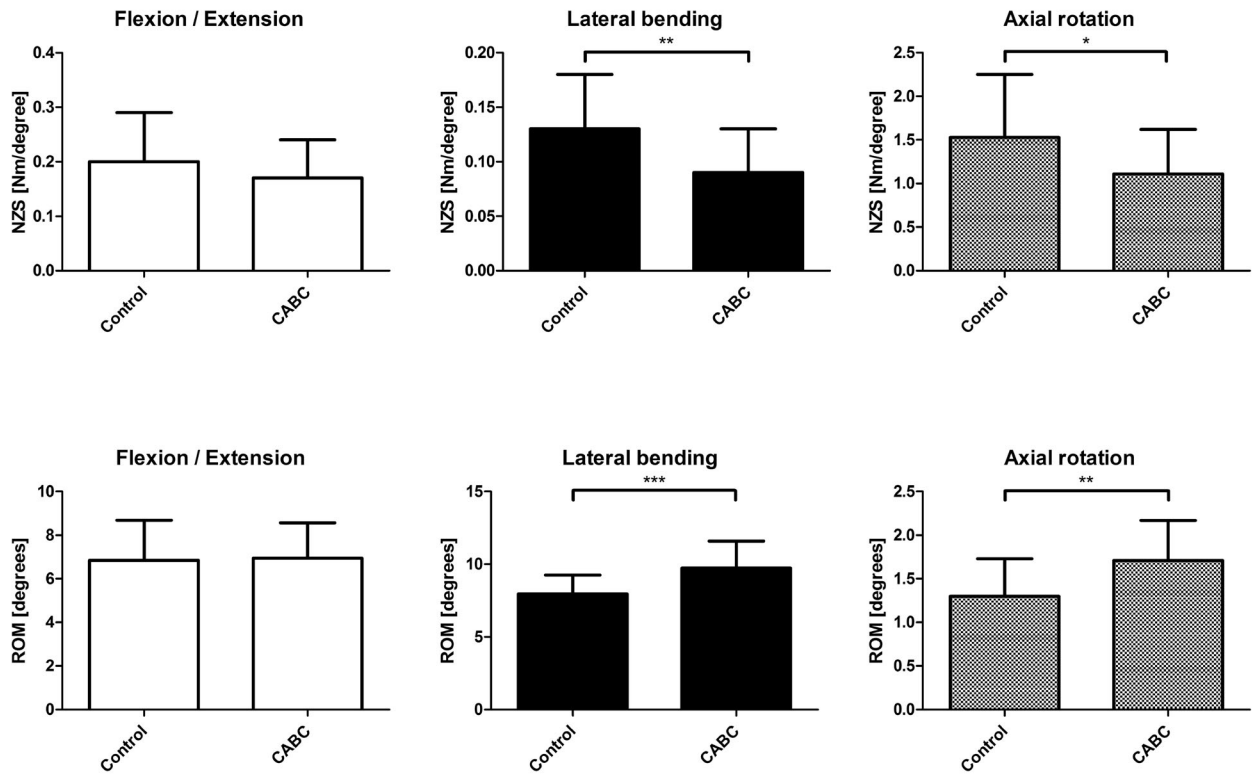 Flexion / Extension
NZS [Nm/degree]
0.4
0.3
0.2
0.1
0.0
Control
CABC
Lateral bending
**
NZS [Nm/degree]
0.20
0.15
0.10
0.05
0.00
Control
CABC
Axial rotation
*
NZS [Nm/degree]
2.5
2.0
1.5
1.0
0.5
0.0
Control
CABC
Flexion / Extension
ROM [degrees]
10
8
6
4
2
0
Control
CABC
Lateral bending
***
ROM [degrees]
15
10
5
0
Control
CABC
Axial rotation
**
ROM [degrees]
2.5
2.0
1.5
1.0
0.5
0.0
Control
CABC